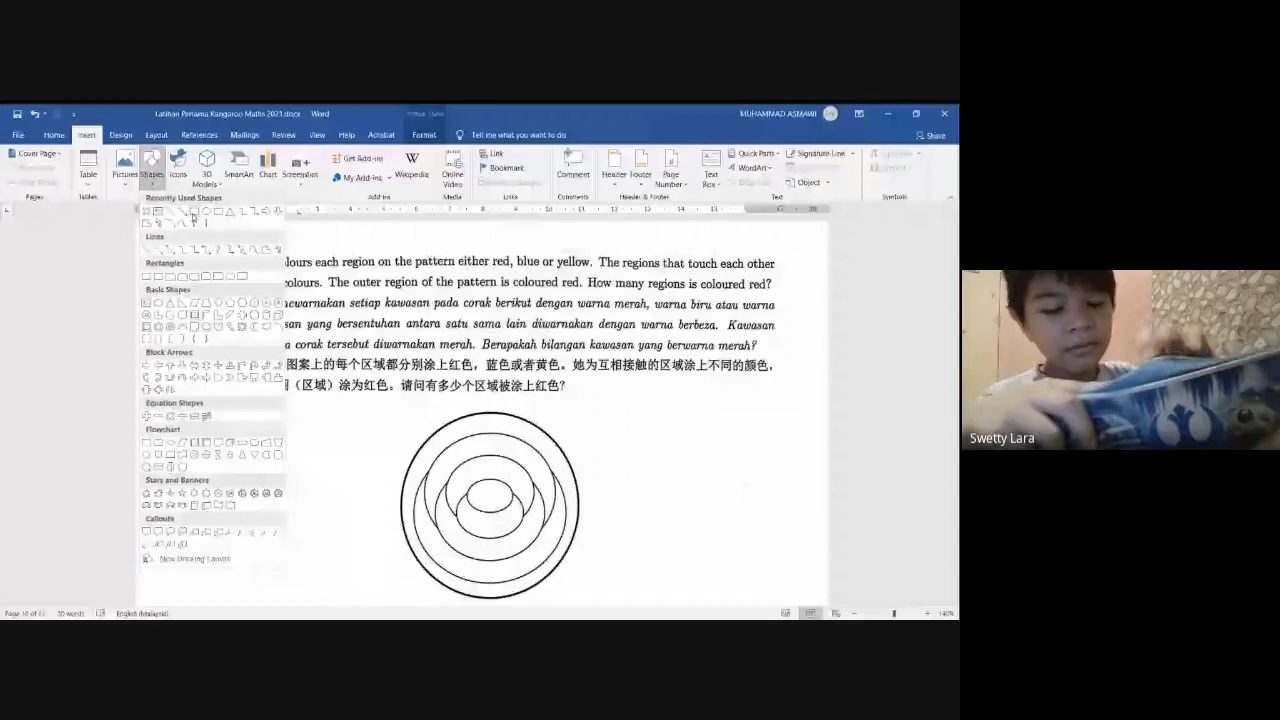 Latihan Pertama Kangaroo Maths 2021.docx - Word
MUHAMMAD ASMAWI
File Home Insert Design Layout References Mailings Review View Help Acrobat Format Tell me what you want to do Share
Cover Page
Table
Pictures Shapes Icons 3D Models SmartArt Chart Screenshot
Get Add-ins
My Add-ins
Wikipedia
Online Video
Link
Bookmark
Comment
Header Footer Page Number
Text Box
Quick Parts
WordArt
Signature Line
Object
Pages
Add-ins
Media
Links
Comments
Header & Footer
Text
Symbols
Recently Used Shapes
Lines
Rectangles
Basic Shapes
Block Arrows
Equation Shapes
Flowchart
Stars and Banners
Callouts
New Drawing Canvas
olours each region on the pattern either red, blue or yellow. The regions that touch each other
colours. The outer region of the pattern is coloured red. How many regions is coloured red?
ewarnakan setiap kawasan pada corak berikut dengan warna merah, warna biru atau warna
san yang bersentuhan antara satu sama lain diwarnakan dengan warna berbeza. Kawasan
a corak tersebut diwarnakan merah. Berapakah bilangan kawasan yang berwarna merah?
图案上的每个区域都分别涂上红色，蓝色或者黄色。她为互相接触的区域涂上不同的颜色，
（区域）涂为红色。请问有多少个区域被涂上红色？
English (Malaysia)
146%
Swetty Lara